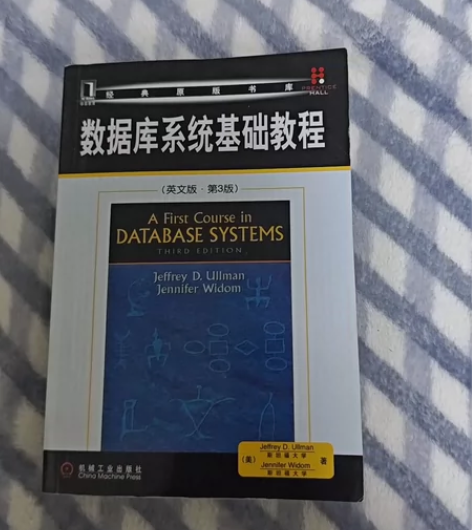 经典原版书库
PRENTICE
HALL
数据库系统基础教程
（英文版·第3版）
A First Course in
DATABASE SYSTEMS
THIRD EDITION
Jeffrey D. Ullman
Jennifer Widom
Jeffrey D. Ullman
斯坦福大学
（美）
著
Jennifer Widom
斯坦福大学
机械工业出版社
China Machine Press